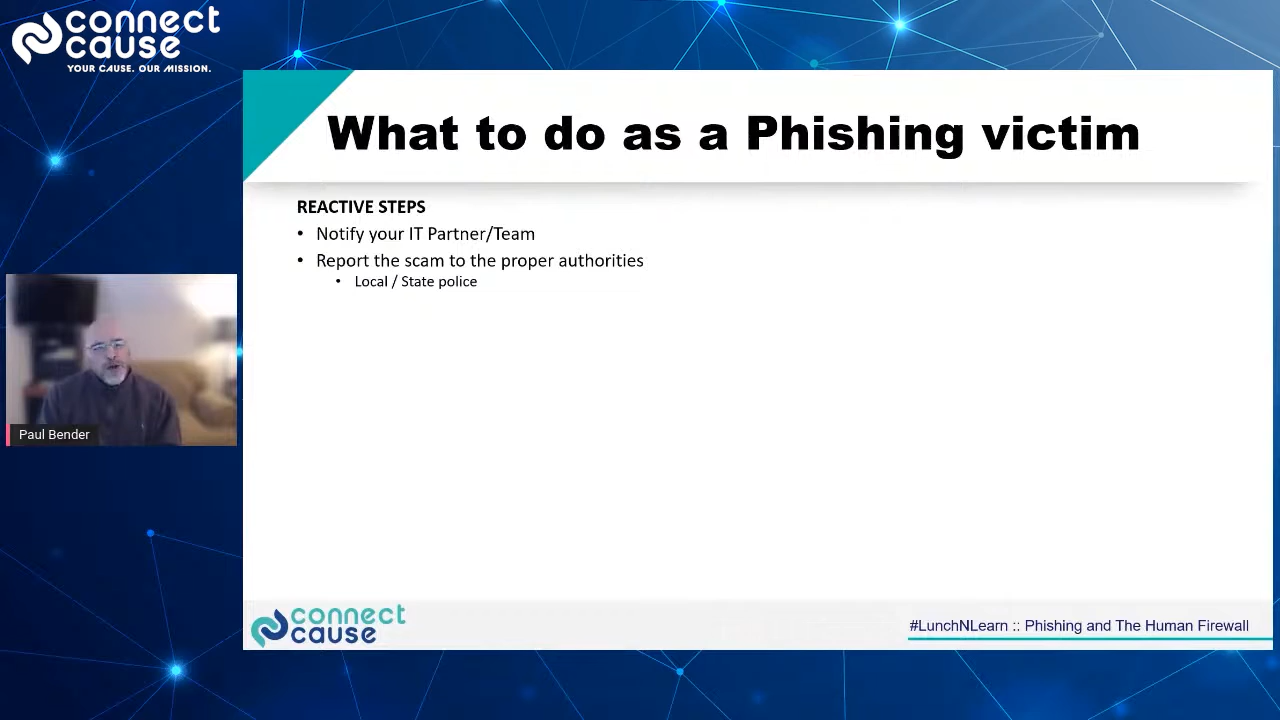 connect
cause
YOUR CAUSE. OUR MISSION.
What to do as a Phishing victim
REACTIVE STEPS
• Notify your IT Partner/Team
• Report the scam to the proper authorities
• Local / State police
Paul Bender
connect
cause
#LunchNLearn :: Phishing and The Human Firewall